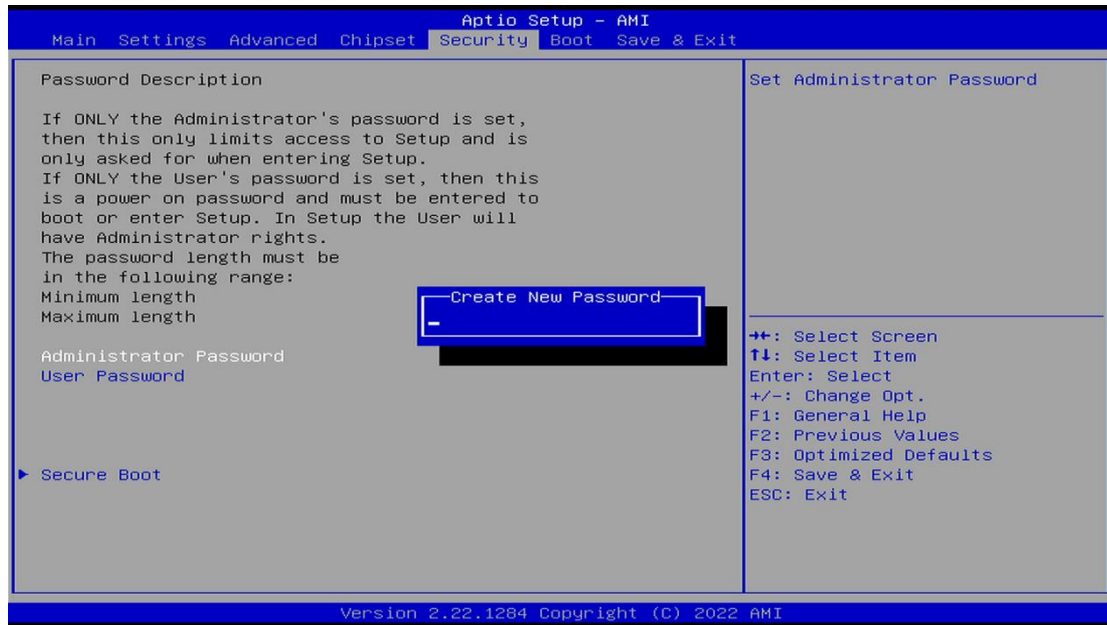 Aptio Setup – AMI
Main Settings Advanced Chipset Security Boot Save & Exit
Password Description
If ONLY the Administrator's password is set,
then this only limits access to Setup and is
only asked for when entering Setup.
If ONLY the User's password is set, then this
is a power on password and must be entered to
boot or enter Setup. In Setup the User will
have Administrator rights.
The password length must be
in the following range:
Minimum length
Maximum length
Administrator Password
User Password
Secure Boot
Create New Password
Set Administrator Password
→←: Select Screen
↑↓: Select Item
Enter: Select
+/-: Change Opt.
F1: General Help
F2: Previous Values
F3: Optimized Defaults
F4: Save & Exit
ESC: Exit
Version 2.22.1284 Copyright (C) 2022 AMI